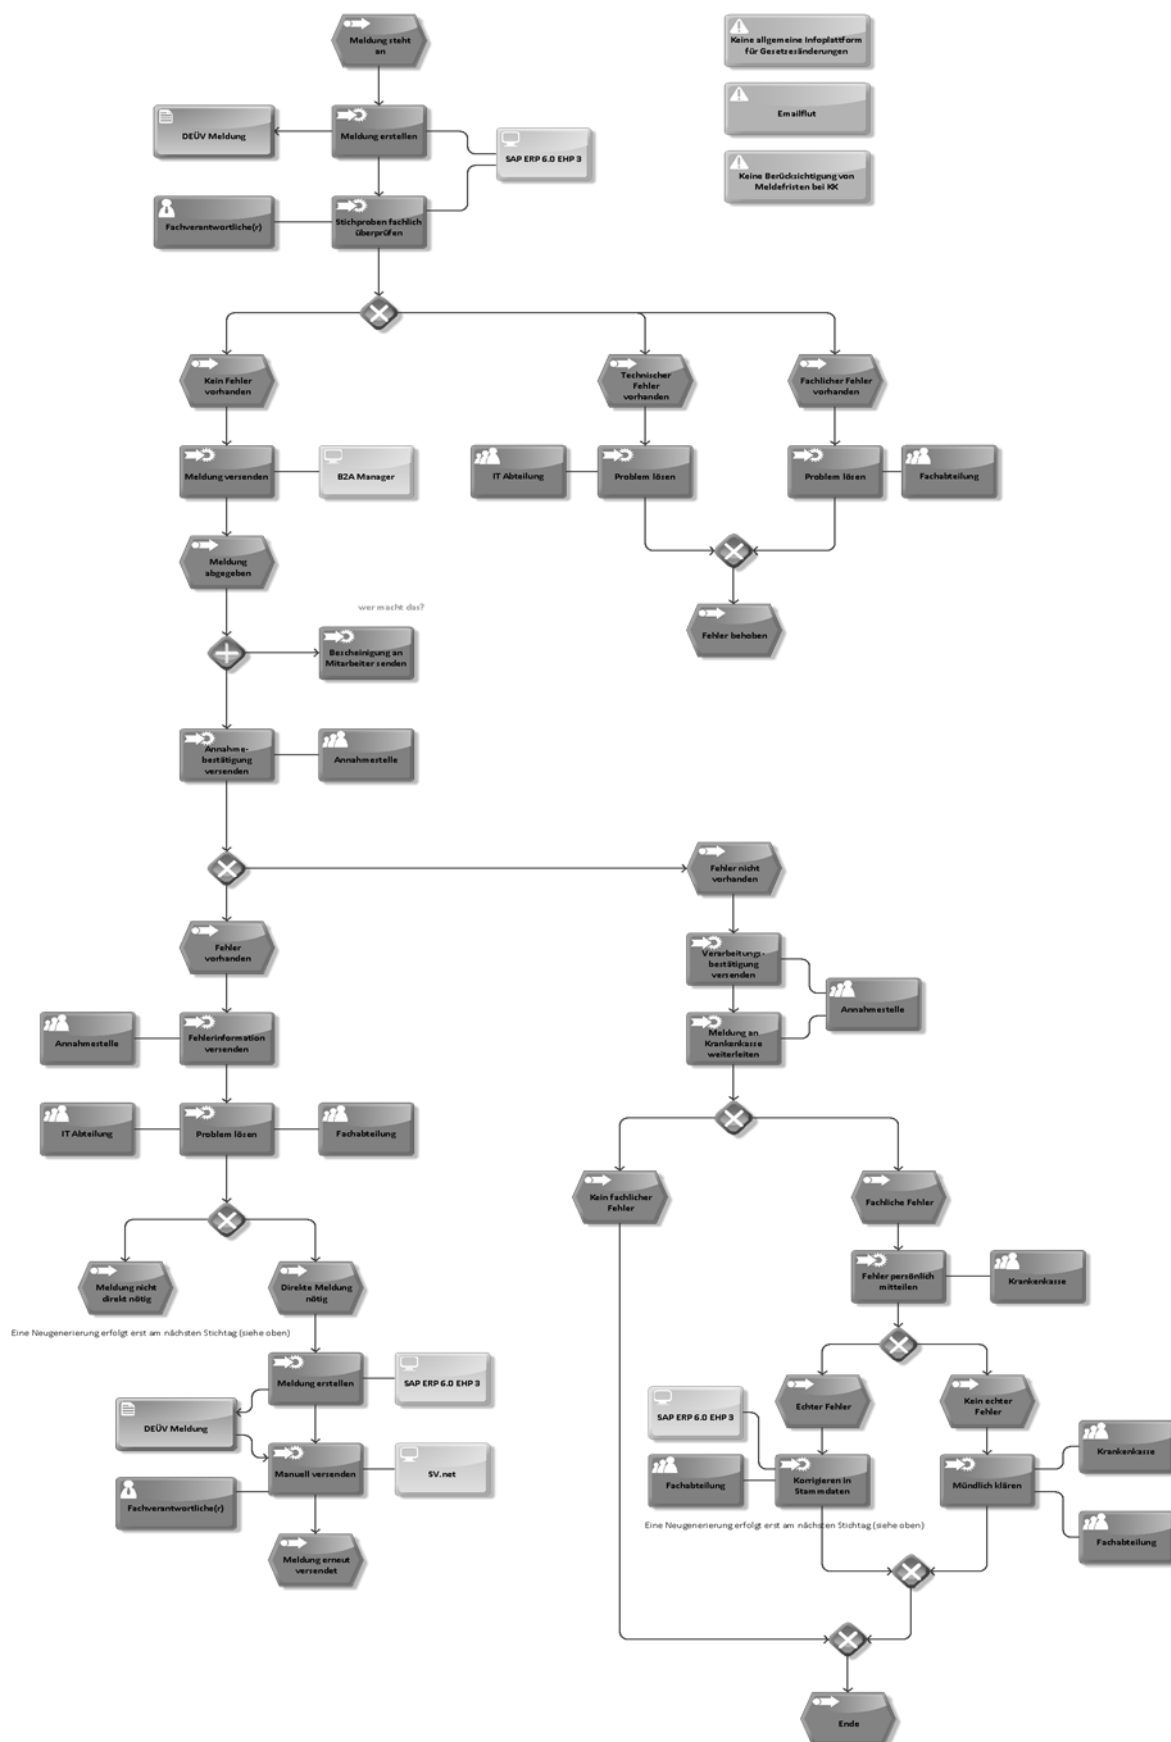 Meldung steht
an
Keine allgemeine Infoplattform
für Gesetzesänderungen
Emailflut
Keine Berücksichtigung von
Meldefristen bei KK
DEÜV Meldung
Meldung erstellen
SAP ERP 6.0 EHP 3
Fachverantwortliche(r)
Stichproben fachlich
überprüfen
Kein Fehler
vorhanden
Technischer
Fehler
vorhanden
Fachlicher Fehler
vorhanden
Meldung versenden
B2A Manager
IT Abteilung
Problem lösen
Problem lösen
Fachabteilung
Meldung
abgegeben
wer macht das?
Fehler behoben
Bescheinigung an
Mitarbeiter senden
Annahme-
bestätigung
versenden
Annahmestelle
Fehler nicht
vorhanden
Fehler
vorhanden
Verarbeitungs-
bestätigung
versenden
Annahmestelle
Annahmestelle
Fehlerinformation
versenden
Meldung an
Krankenkasse
weiterleiten
IT Abteilung
Problem lösen
Fachabteilung
Kein fachlicher
Fehler
Fachliche Fehler
Meldung nicht
direkt nötig
Direkte Meldung
nötig
Fehler persönlich
mitteilen
Krankenkasse
Eine Neugenerierung erfolgt erst am nächsten Stichtag (siehe oben)
Meldung erstellen
SAP ERP 6.0 EHP 3
Echter Fehler
Kein echter
Fehler
SAP ERP 6.0 EHP 3
DEÜV Meldung
Krankenkasse
Manuell versenden
SV.net
Fachabteilung
Korrigieren in
Stammdaten
Mündlich klären
Fachverantwortliche(r)
Eine Neugenerierung erfolgt erst am nächsten Stichtag (siehe oben)
Fachabteilung
Meldung erneut
versendet
Ende